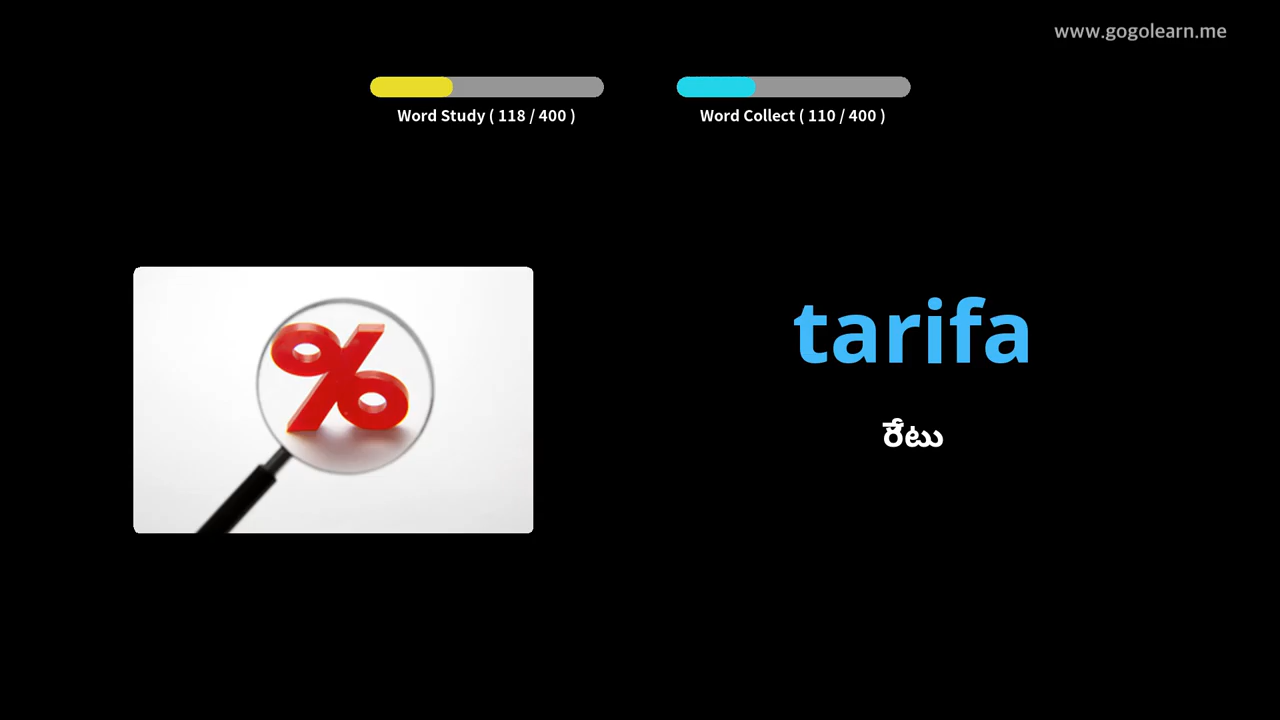 www.gogolearn.me
Word Study ( 118 / 400 )
Word Collect ( 110 / 400 )
%
tarifa
రేటు